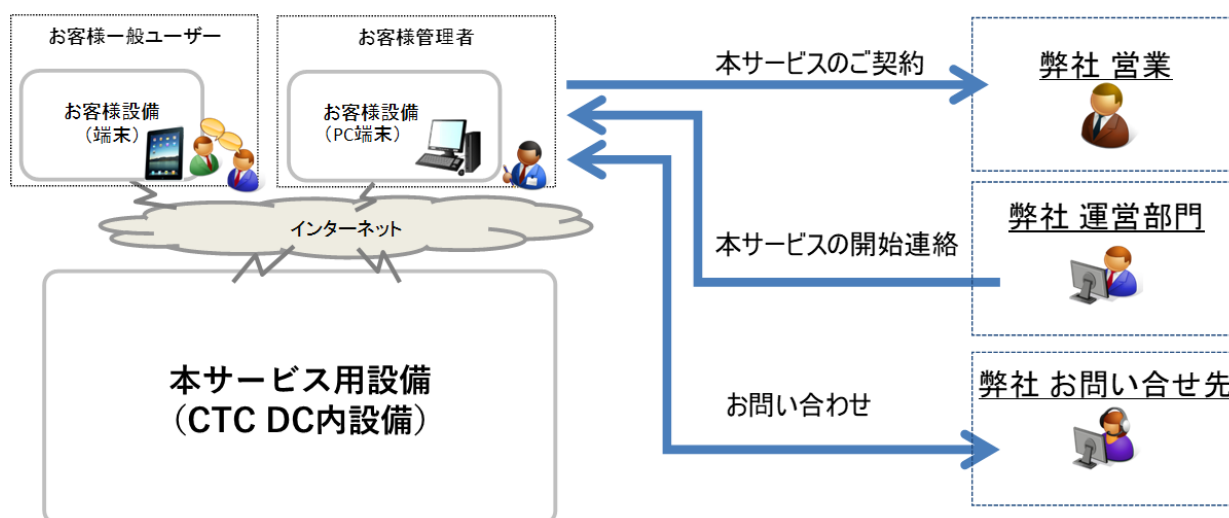 お客様一般ユーザー
お客様管理者
お客様設備
（端末）
お客様設備
（PC端末）
インターネット
本サービス用設備
（CTC DC内設備）
本サービスのご契約
弊社 営業
本サービスの開始連絡
弊社 運営部門
お問い合わせ
弊社 お問い合せ先